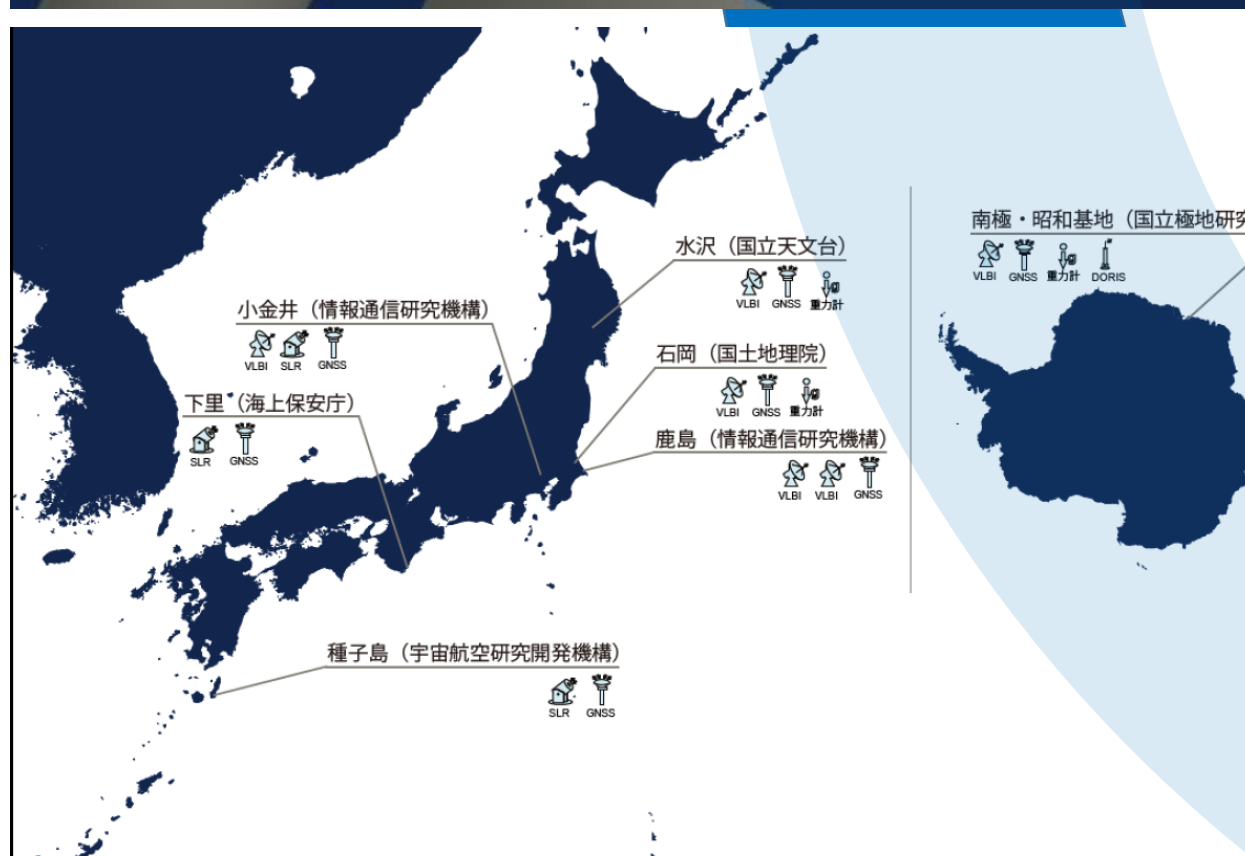 南極・昭和基地（国立極地研究
VLBI GNSS 重力計 DORIS
水沢（国立天文台）
VLBI GNSS 重力計
小金井（情報通信研究機構）
VLBI SLR GNSS
石岡（国土地理院）
VLBI GNSS 重力計
下里（海上保安庁）
SLR GNSS
鹿島（情報通信研究機構）
VLBI VLBI GNSS
種子島（宇宙航空研究開発機構）
SLR GNSS